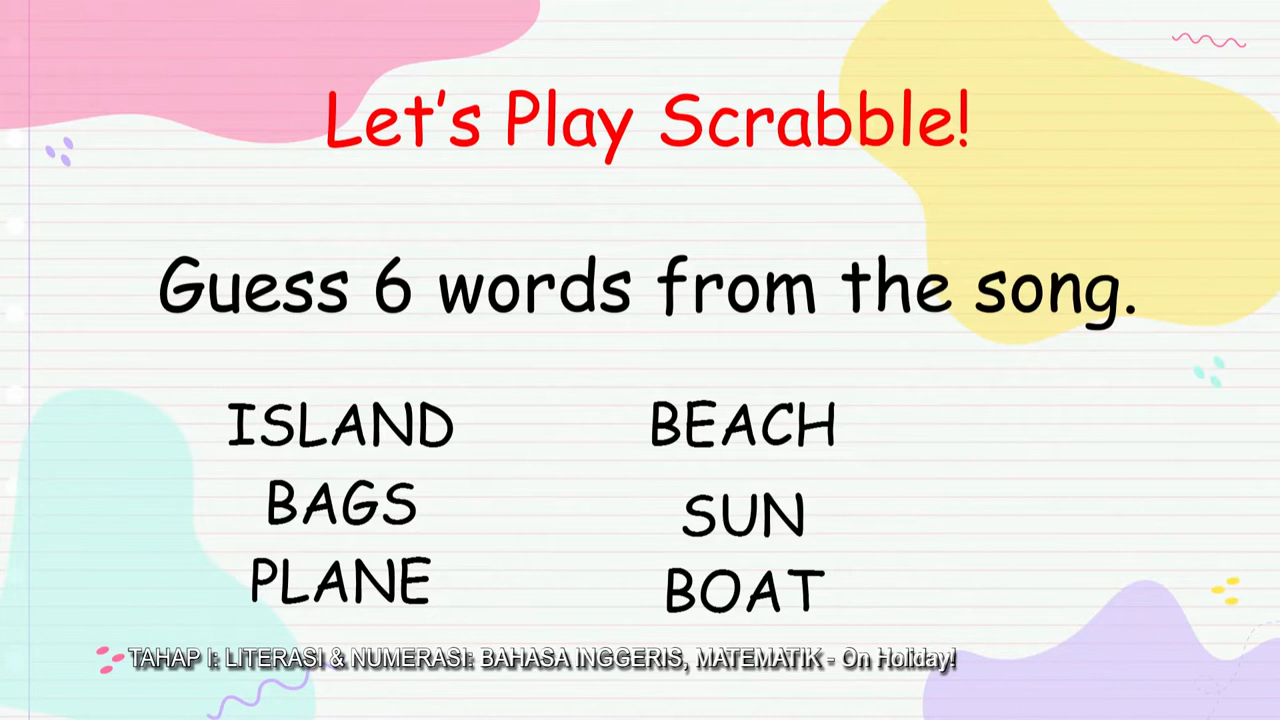 Let's Play Scrabble!
Guess 6 words from the song.
ISLAND
BAGS
PLANE
BEACH
SUN
BOAT
TAHAP I: LITERASI & NUMERASI: BAHASA INGGERIS, MATEMATIK - On Holiday!